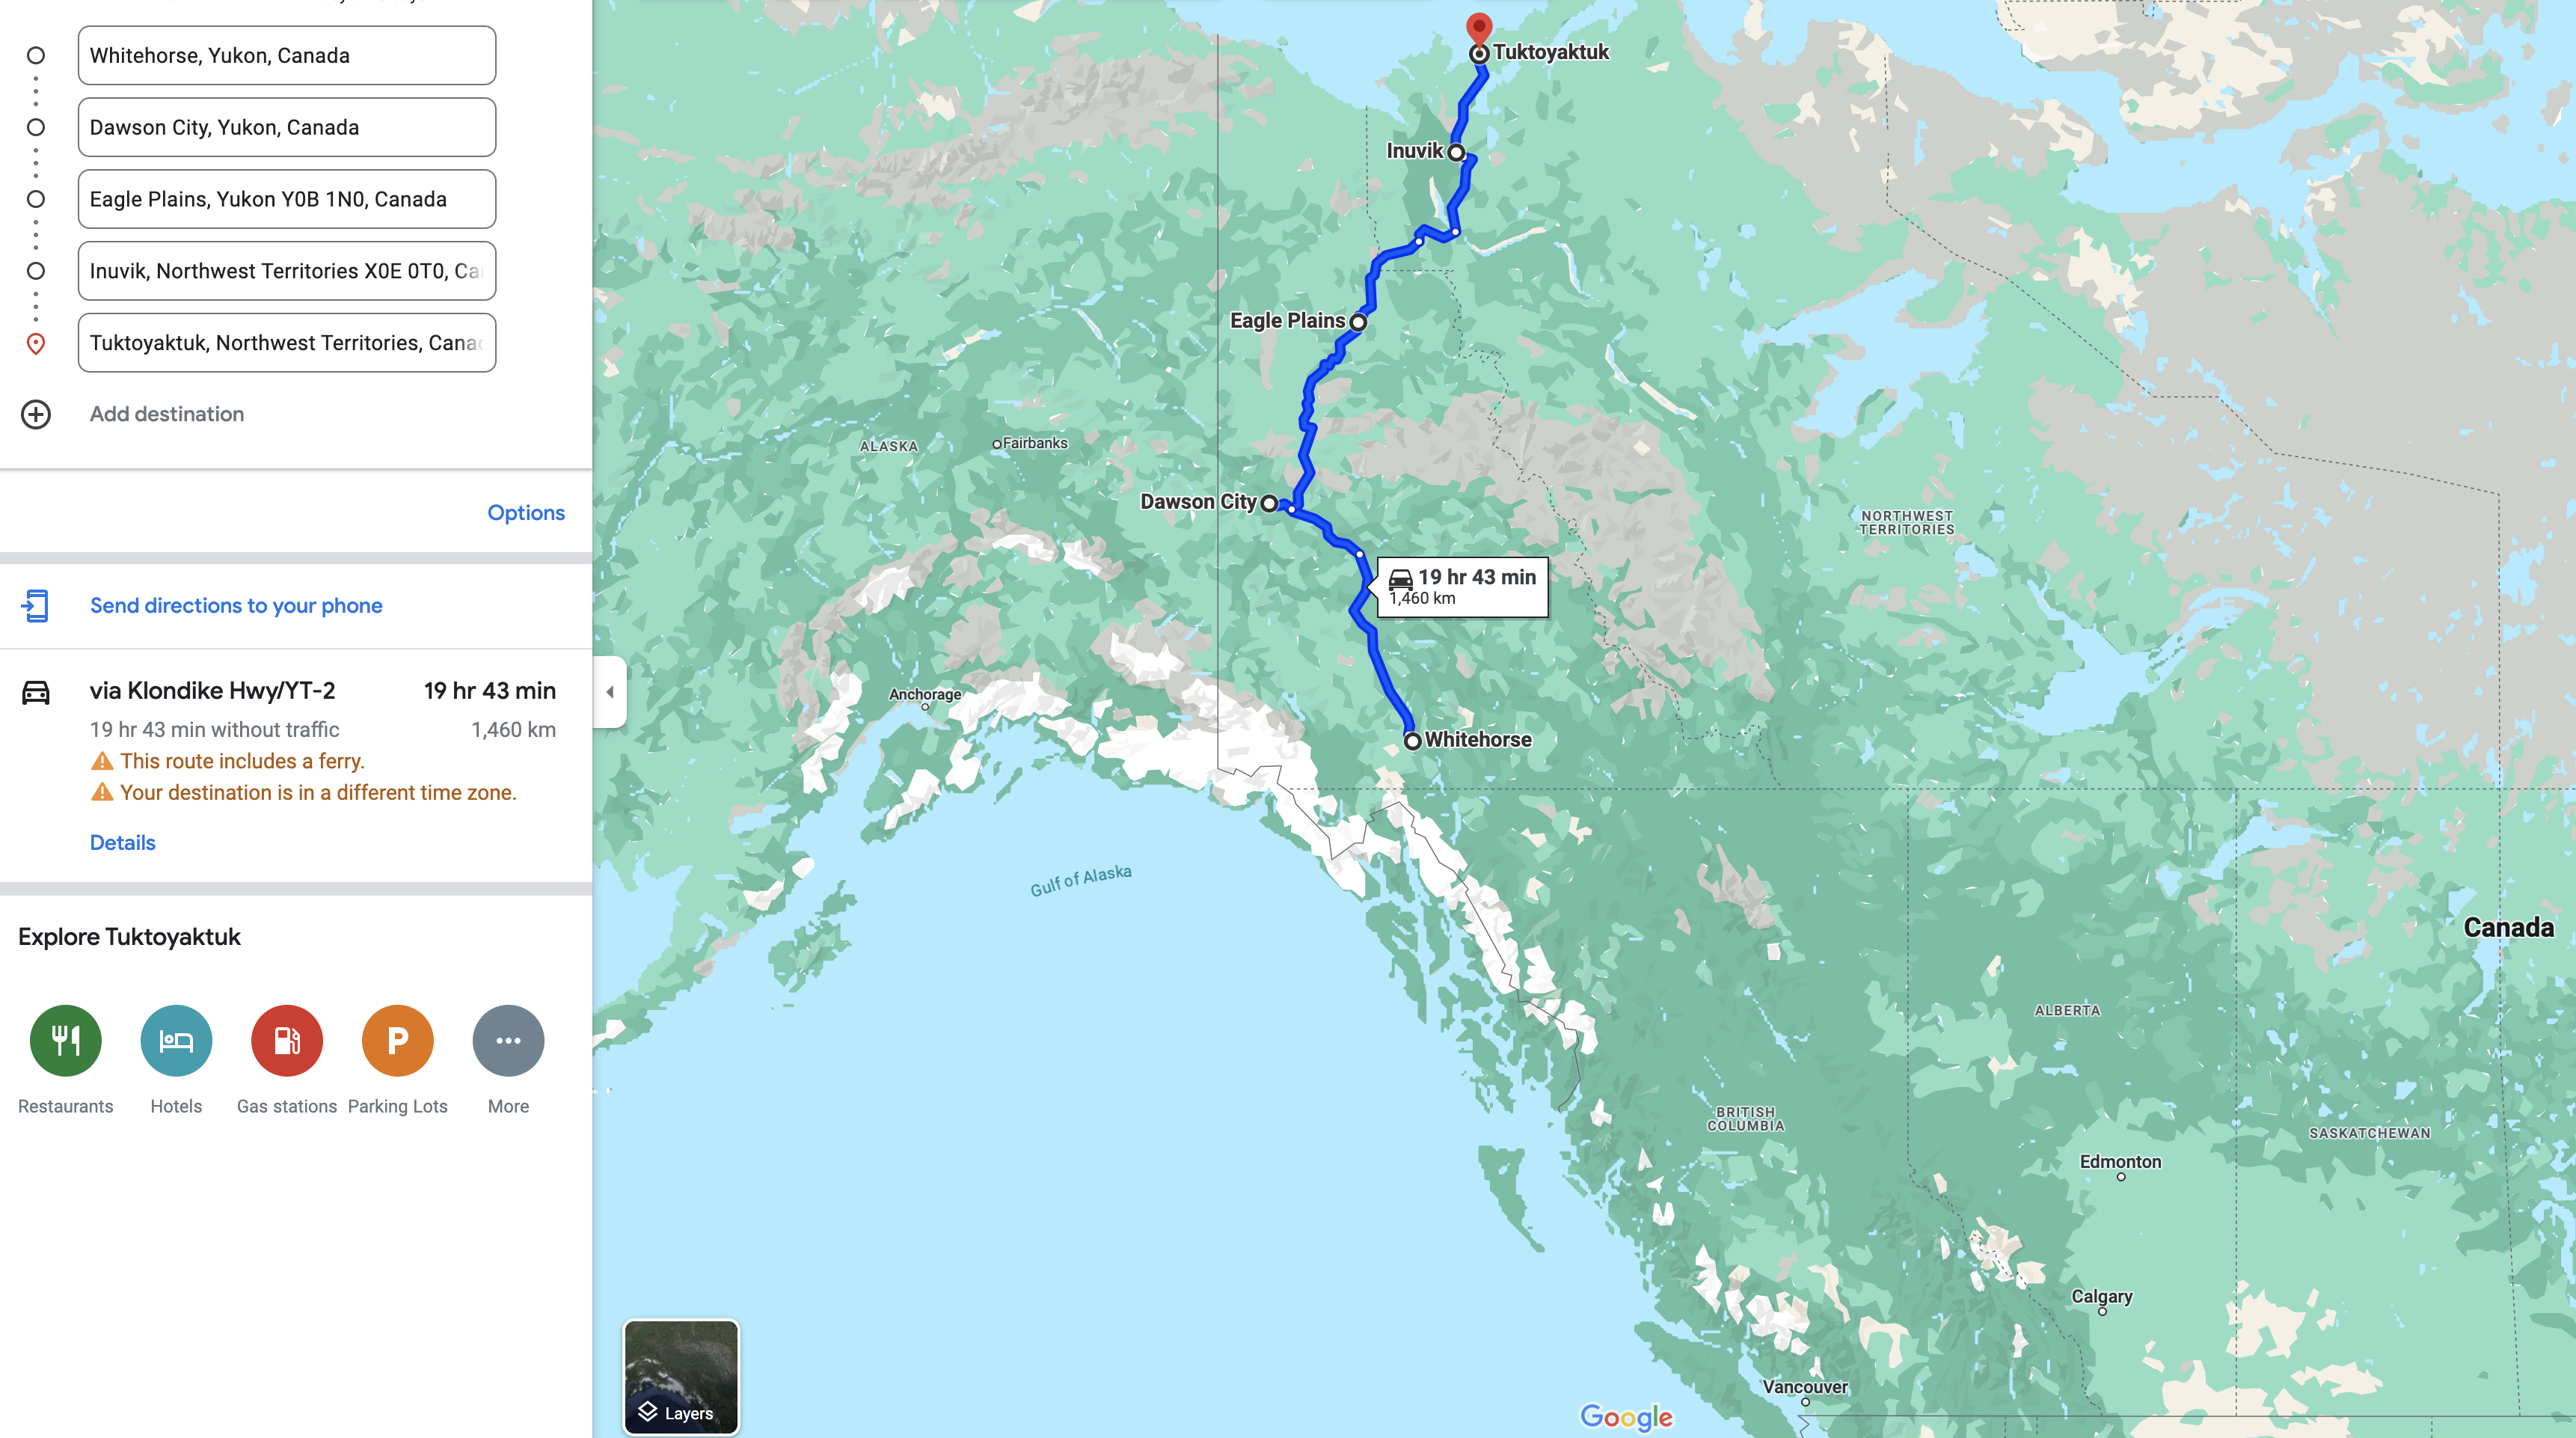 Whitehorse, Yukon, Canada
Dawson City, Yukon, Canada
Eagle Plains, Yukon Y0B 1N0, Canada
Inuvik, Northwest Territories X0E 0T0, Ca
Tuktoyaktuk, Northwest Territories, Cana
Add destination
Options
Send directions to your phone
via Klondike Hwy/YT-2
19 hr 43 min
19 hr 43 min without traffic
1,460 km
This route includes a ferry.
Your destination is in a different time zone.
Details
Explore Tuktoyaktuk
Restaurants
Hotels
Gas stations
P
Parking Lots
More
Tuktoyaktuk
Inuvik
Eagle Plains
ALASKA
Fairbanks
Dawson City
NORTHWEST
TERRITORIES
19 hr 43 min
1,460 km
Anchorage
Whitehorse
Gulf of Alaska
Canada
ALBERTA
BRITISH
COLUMBIA
SASKATCHEWAN
Edmonton
Calgary
Vancouver
Layers
Google